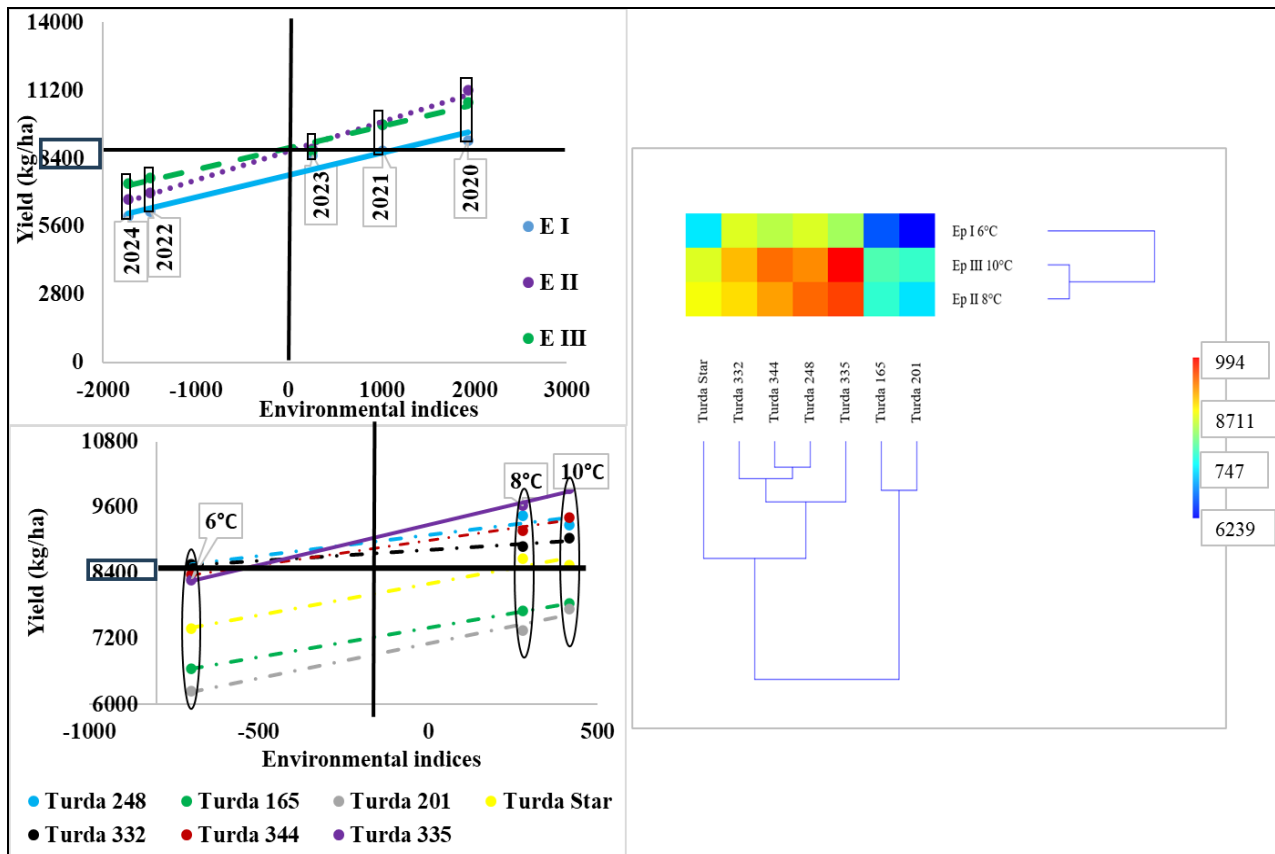 14000
11200
8400
5600
2800
0
Yield (kg/ha)
2024
2022
2023
2021
2020
E I
E II
E III
-2000 -1000 0 1000 2000 3000
Environmental indices
10800
9600
8400
7200
6000
Yield (kg/ha)
6°C
8°C
10°C
-1000 -500 0 500
Environmental indices
Turda 248 Turda 165 Turda 201 Turda Star
Turda 332 Turda 344 Turda 335
Ep I 6°C
Ep III 10°C
Ep II 8°C
Turda Star
Turda 332
Turda 344
Turda 248
Turda 335
Turda 165
Turda 201
994
8711
747
6239